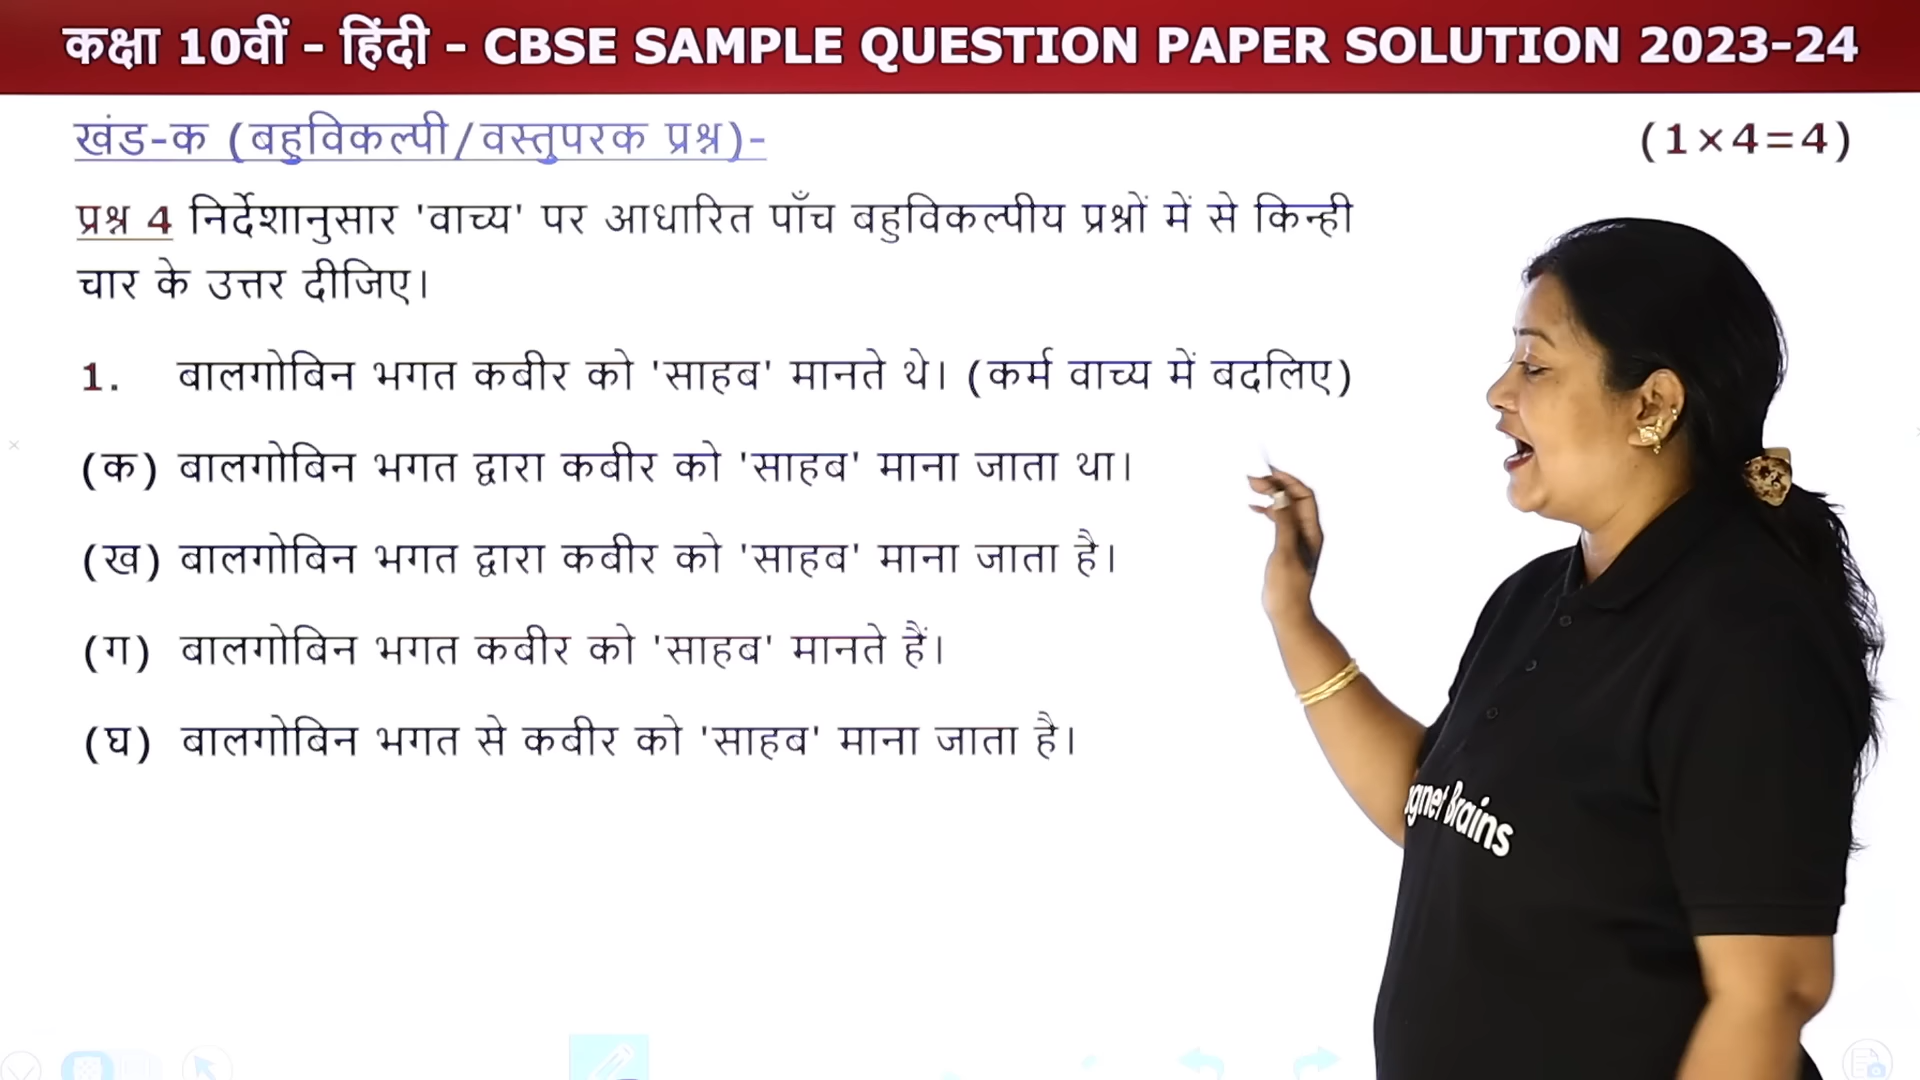 कक्षा 10वीं - हिंदी - CBSE SAMPLE QUESTION PAPER SOLUTION 2023-24
खंड-क (बहुविकल्पी/वस्तुपरक प्रश्न)-
(1×4=4)
प्रश्न 4 निर्देशानुसार 'वाच्य' पर आधारित पाँच बहुविकल्पीय प्रश्नों में से किन्ही
चार के उत्तर दीजिए।
1. बालगोबिन भगत कबीर को 'साहब' मानते थे। (कर्म वाच्य में बदलिए)
(क) बालगोबिन भगत द्वारा कबीर को 'साहब' माना जाता था।
(ख) बालगोबिन भगत द्वारा कबीर को 'साहब' माना जाता है।
(ग) बालगोबिन भगत कबीर को 'साहब' मानते हैं।
(घ) बालगोबिन भगत से कबीर को 'साहब' माना जाता है।
Brains